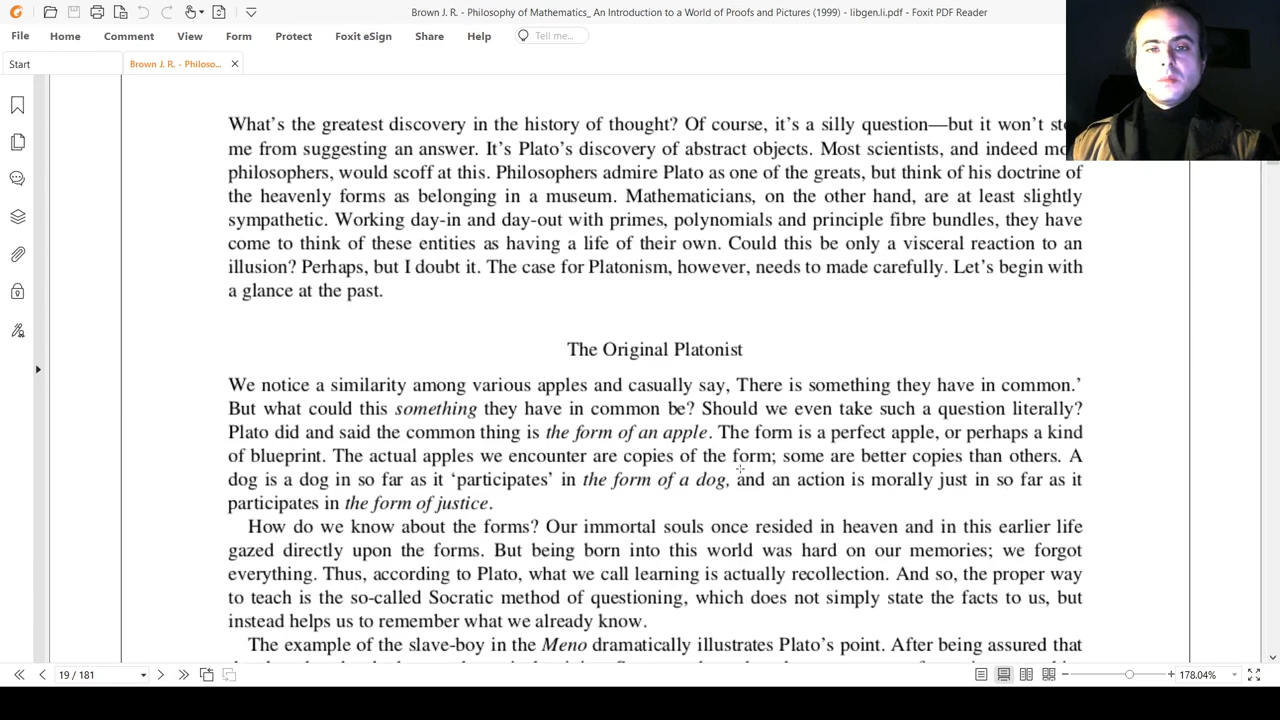 Brown J. R. - Philosophy of Mathematics_ An Introduction to a World of Proofs and Pictures (1999) - libgen.li.pdf - Foxit PDF Reader
File Home Comment View Form Protect Foxit eSign Share Help Tell me...
Start Brown J. R. - Philoso...
What's the greatest discovery in the history of thought? Of course, it's a silly question—but it won't
me from suggesting an answer. It's Plato's discovery of abstract objects. Most scientists, and indeed
philosophers, would scoff at this. Philosophers admire Plato as one of the greats, but think of his doctrine of
the heavenly forms as belonging in a museum. Mathematicians, on the other hand, are at least slightly
sympathetic. Working day-in and day-out with primes, polynomials and principle fibre bundles, they have
come to think of these entities as having a life of their own. Could this be only a visceral reaction to an
illusion? Perhaps, but I doubt it. The case for Platonism, however, needs to made carefully. Let's begin with
a glance at the past.
The Original Platonist
We notice a similarity among various apples and casually say, There is something they have in common.'
But what could this something they have in common be? Should we even take such a question literally?
Plato did and said the common thing is the form of an apple. The form is a perfect apple, or perhaps a kind
of blueprint. The actual apples we encounter are copies of the form; some are better copies than others. A
dog is a dog in so far as it 'participates' in the form of a dog, and an action is morally just in so far as it
participates in the form of justice.
How do we know about the forms? Our immortal souls once resided in heaven and in this earlier life
gazed directly upon the forms. But being born into this world was hard on our memories; we forgot
everything. Thus, according to Plato, what we call learning is actually recollection. And so, the proper way
to teach is the so-called Socratic method of questioning, which does not simply state the facts to us, but
instead helps us to remember what we already know.
The example of the slave-boy in the Meno dramatically illustrates Plato's point. After being assured that
19 / 181
178.04%